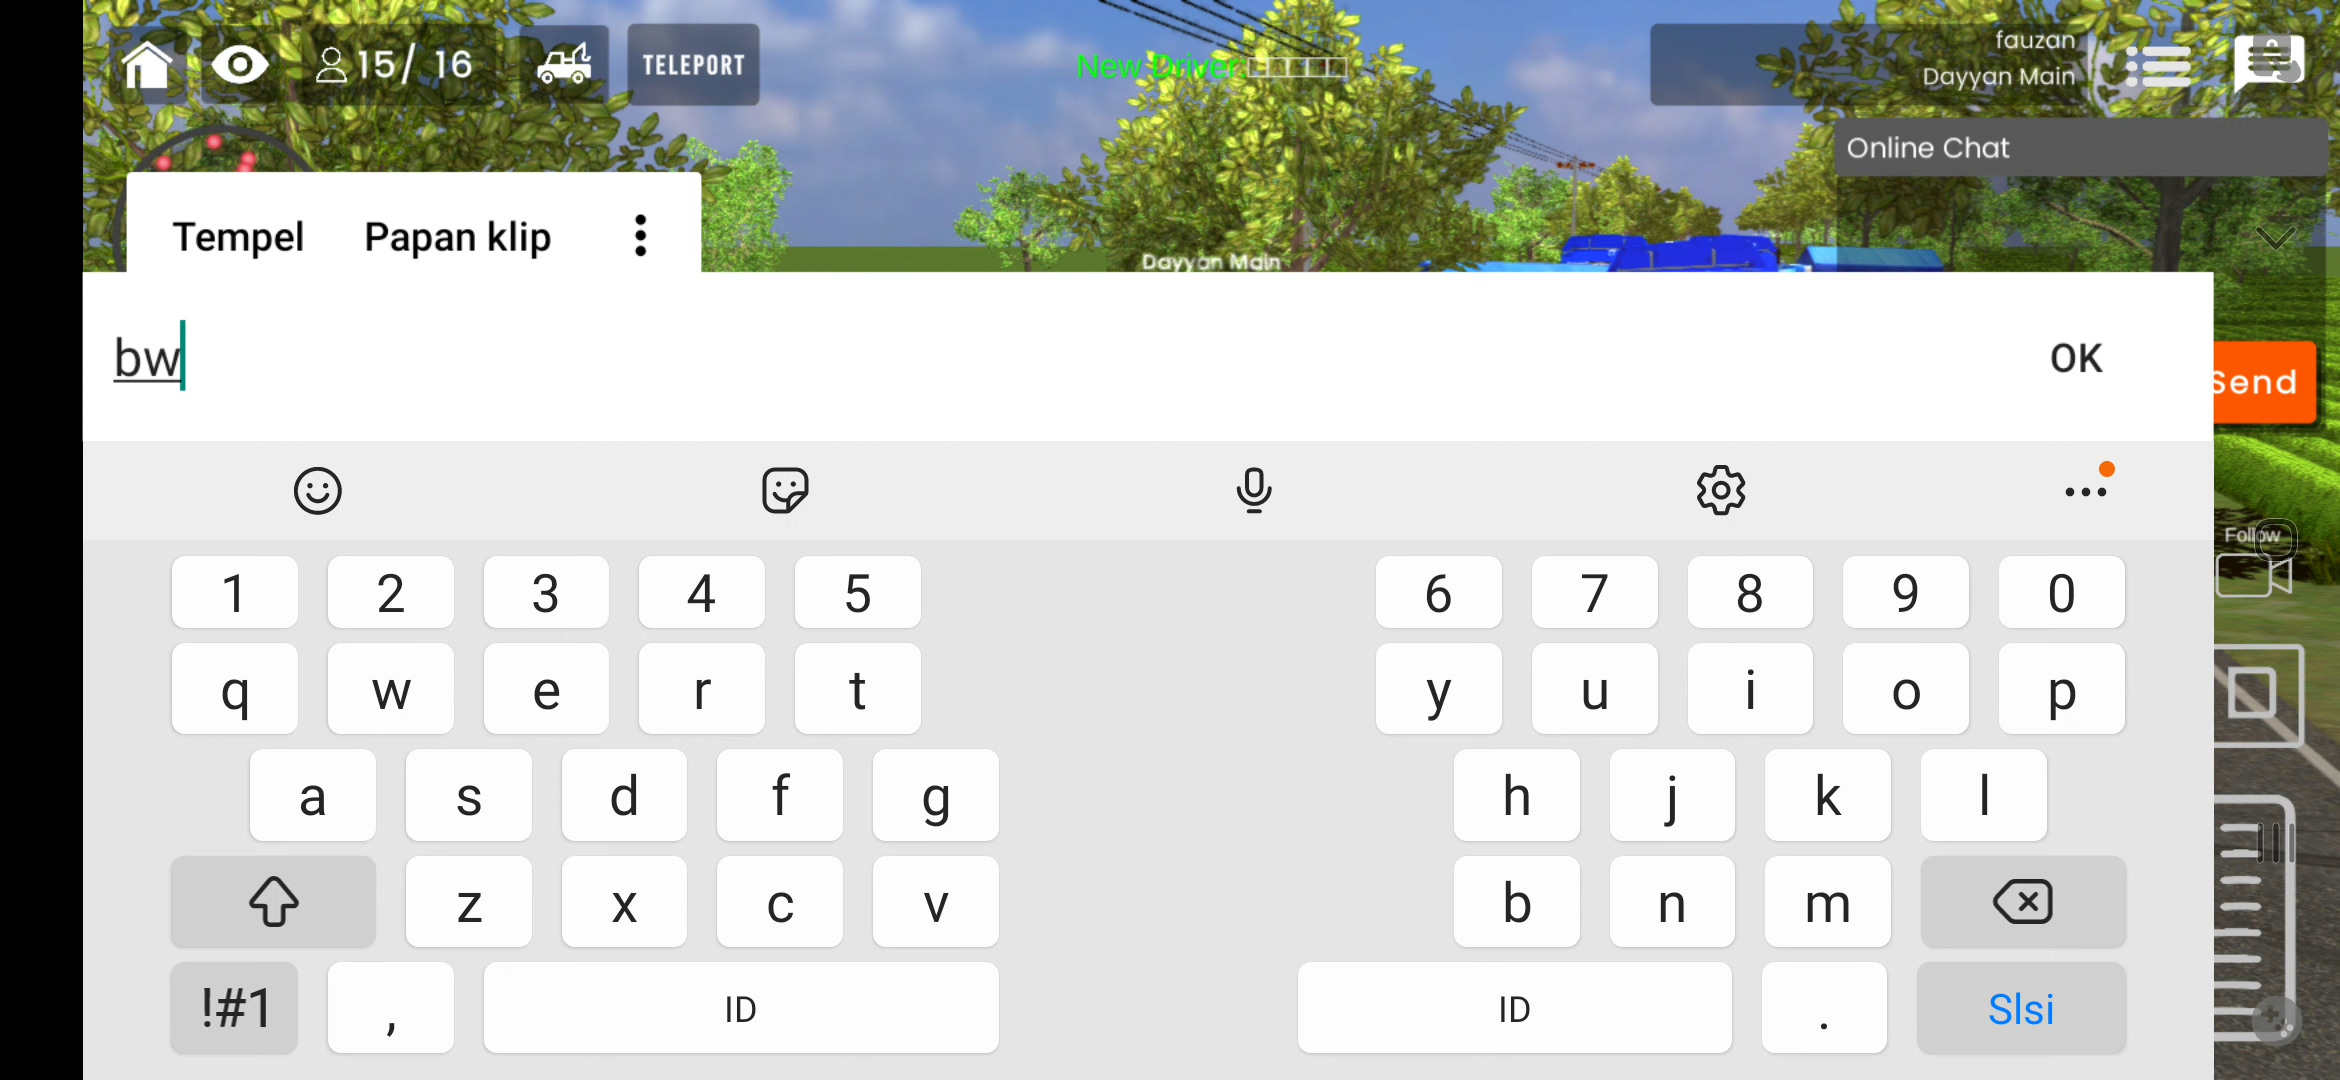 15/ 16
TELEPORT
New Driver:
fauzan
Dayyan Main
Online Chat
Tempel
Papan klip
Dayyan Main
bw
OK
Send
Follow
1 2 3 4 5 6 7 8 9 0
q w e r t y u i o p
a s d f g h j k l
z x c v b n m
!#1 , ID ID . Slsi